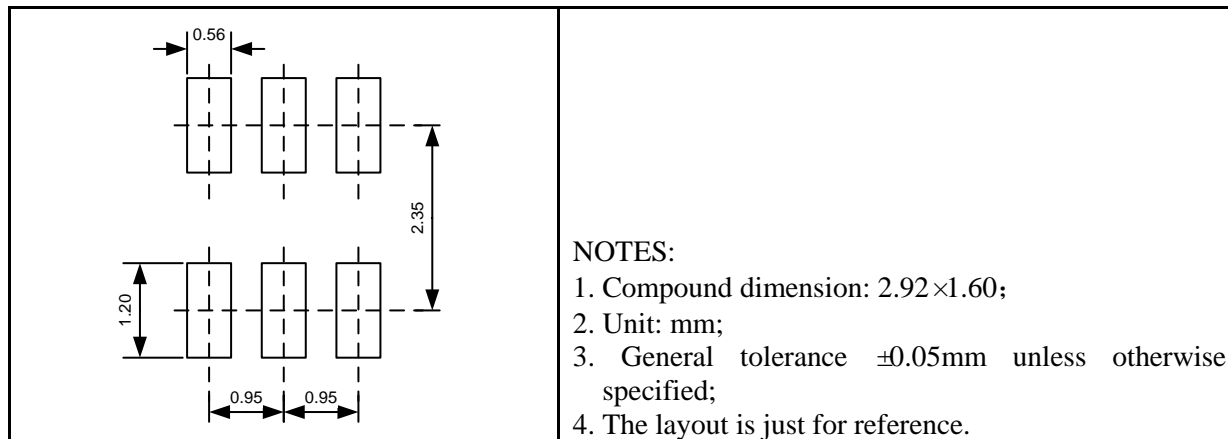 0.56
2.35
1.20
0.95 0.95
NOTES:
1. Compound dimension: 2.92×1.60；
2. Unit: mm;
3. General tolerance ±0.05mm unless otherwise
specified;
4. The layout is just for reference.